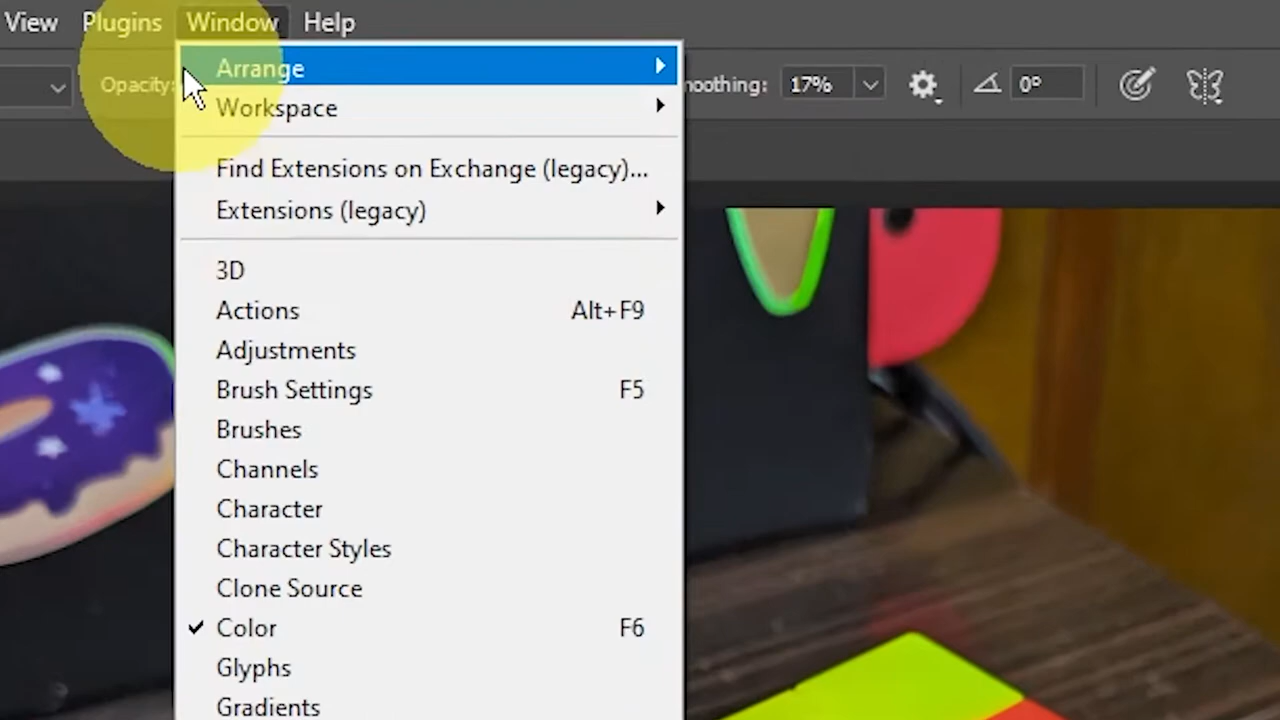 View Plugins Window Help
Opacity: moothing: 17% 0°
Arrange
Workspace
Find Extensions on Exchange (legacy)...
Extensions (legacy)
3D
Actions Alt+F9
Adjustments
Brush Settings F5
Brushes
Channels
Character
Character Styles
Clone Source
Color F6
Glyphs
Gradients